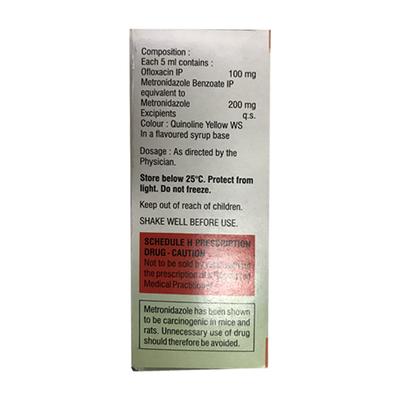 Composition :
Each 5 ml contains :
Ofloxacin IP 100 mg
Metronidazole Benzoate IP
equivalent to
Metronidazole 200 mg
Excipients q.s.
Colour : Quinoline Yellow WS
In a flavoured syrup base
Dosage : As directed by the
Physician.
Store below 25°C. Protect from
light. Do not freeze.
Keep out of reach of children.
SHAKE WELL BEFORE USE.
SCHEDULE H PRESCRIPTION
DRUG - CAUTION
Not to be sold by
the prescription of
Medical Practitioner
Metronidazole has been shown
to be carcinogenic in mice and
rats. Unnecessary use of drug
should therefore be avoided.